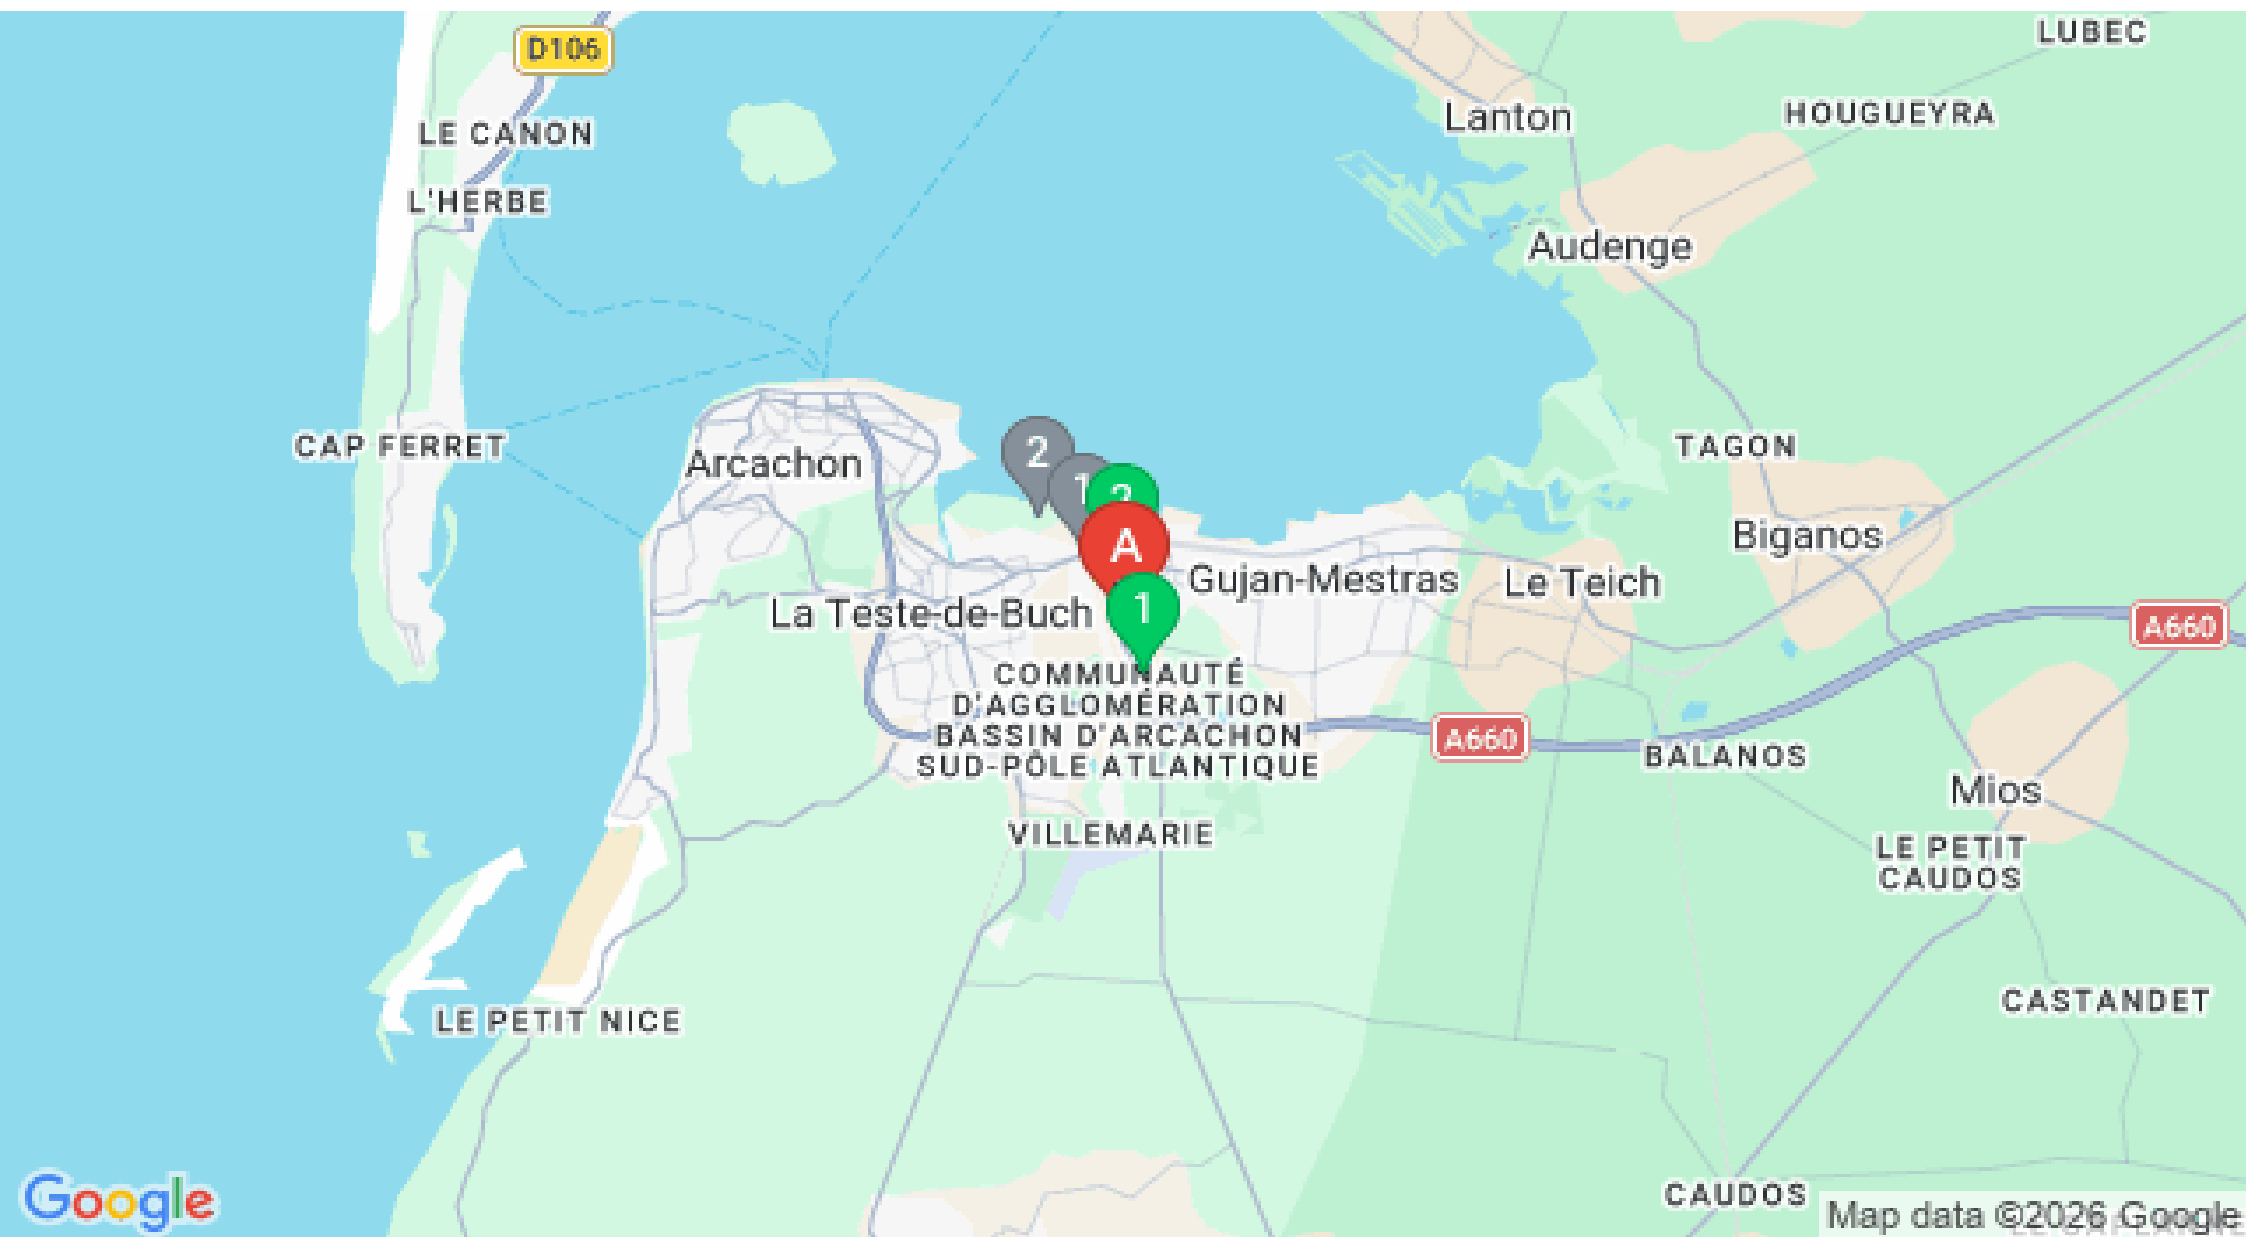 LUBEC
D106
HOUGUEYRA
Lanton
LE CANON
L'HERBE
Audenge
CAP FERRET
Arcachon
2
1
2
A
TAGON
Biganos
Gujan-Mestras
Le Teich
La Teste-de-Buch
1
A660
COMMUNAUTÉ
D'AGGLOMÉRATION
BASSIN D'ARCACHON
SUD-PÔLE ATLANTIQUE
A660
BALANOS
Mios
VILLEMARIE
LE PETIT
CAUDOS
CASTANDET
LE PETIT NICE
CAUDOS
Google
Map data ©2026 Google